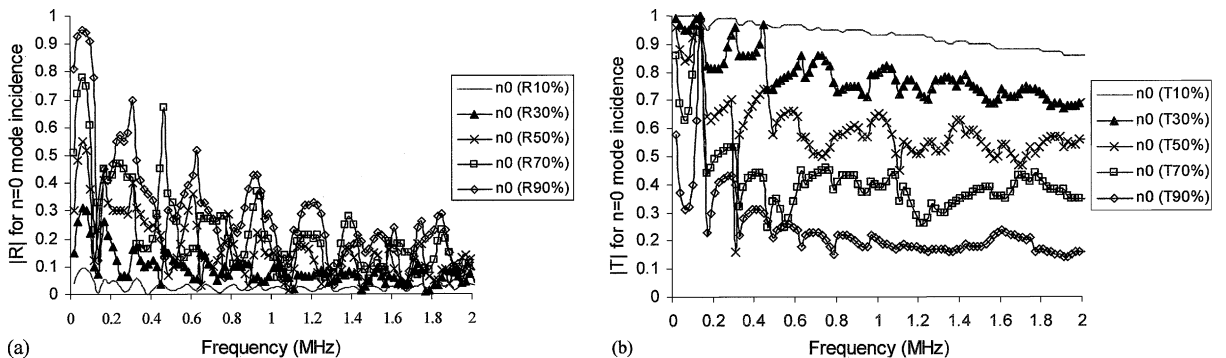 |R| for n=0 mode incidence
1
0.9
0.8
0.7
0.6
0.5
0.4
0.3
0.2
0.1
0
0 0.2 0.4 0.6 0.8 1 1.2 1.4 1.6 1.8 2
Frequency (MHz)
n0 (R10%)
n0 (R30%)
n0 (R50%)
n0 (R70%)
n0 (R90%)
(a)
|T| for n=0 mode incidence
1
0.9
0.8
0.7
0.6
0.5
0.4
0.3
0.2
0.1
0
0 0.2 0.4 0.6 0.8 1 1.2 1.4 1.6 1.8 2
Frequency (MHz)
n0 (T10%)
n0 (T30%)
n0 (T50%)
n0 (T70%)
n0 (T90%)
(b)